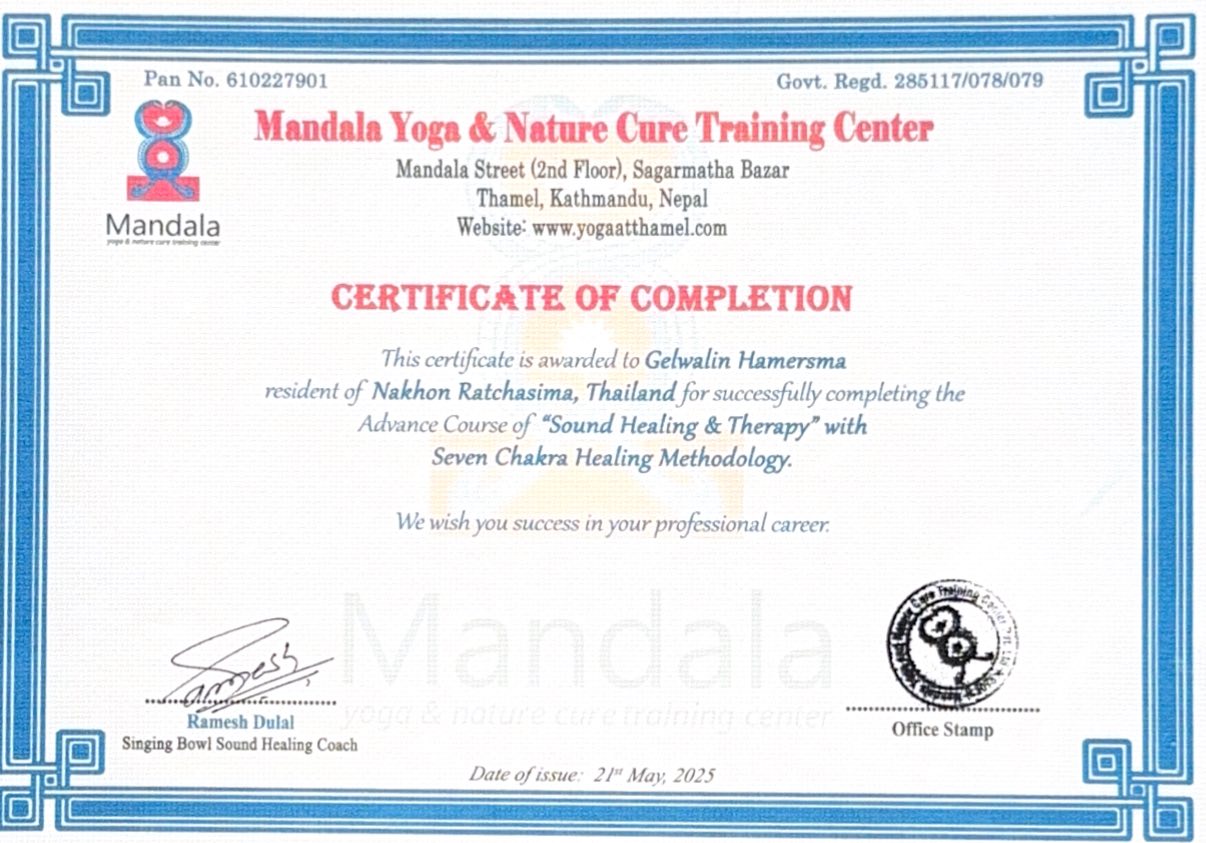 Pan No. 610227901
Govt. Regd. 285117/078/079
Mandala Yoga & Nature Cure Training Center
Mandala Street (2nd Floor), Sagarmatha Bazar
Thamel, Kathmandu, Nepal
Website: www.yogaatthamel.com
Mandala
yoga & nature cure training center
CERTIFICATE OF COMPLETION
This certificate is awarded to Gelwalin Hamersma
resident of Nakhon Ratchasima, Thailand for successfully completing the
Advance Course of "Sound Healing & Therapy" with
Seven Chakra Healing Methodology.
We wish you success in your professional career.
Mandala
yoga & nature cure training center
Ramesh
Ramesh Dulal
Singing Bowl Sound Healing Coach
Cure Training Center
Office Stamp
Date of issue: 21st May, 2025